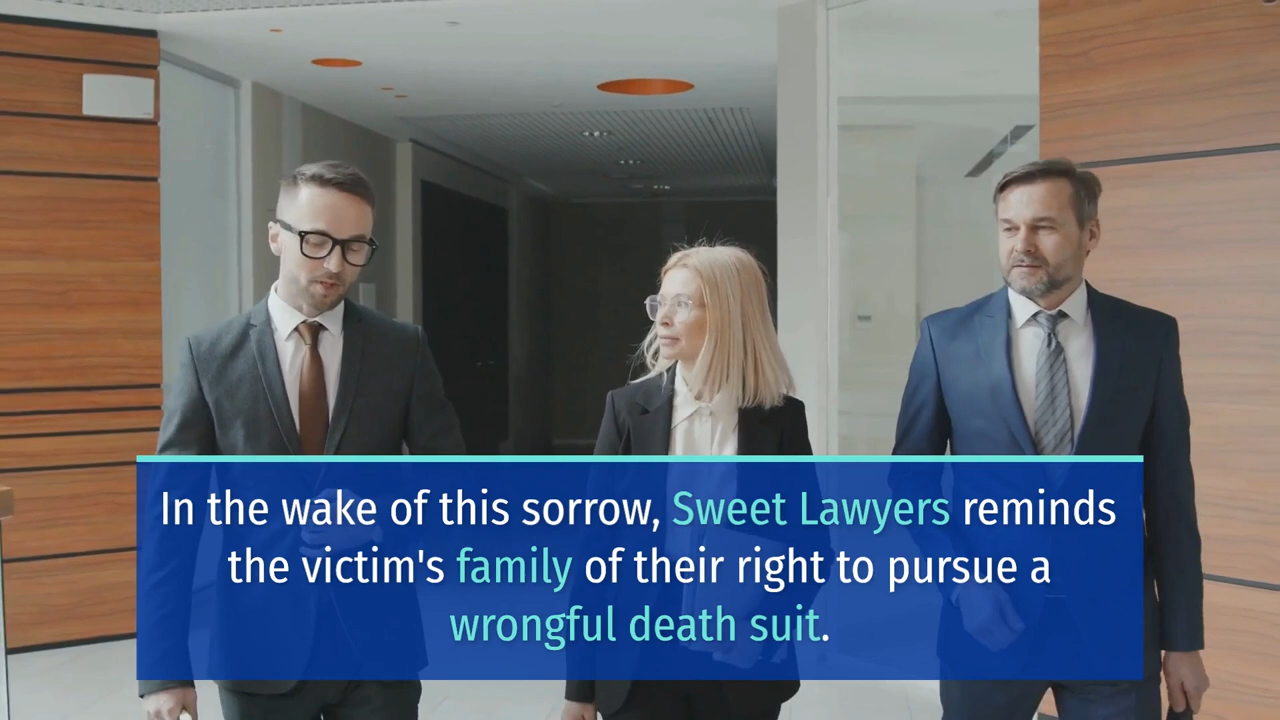 In the wake of this sorrow, Sweet Lawyers reminds
the victim's family of their right to pursue a
wrongful death suit.